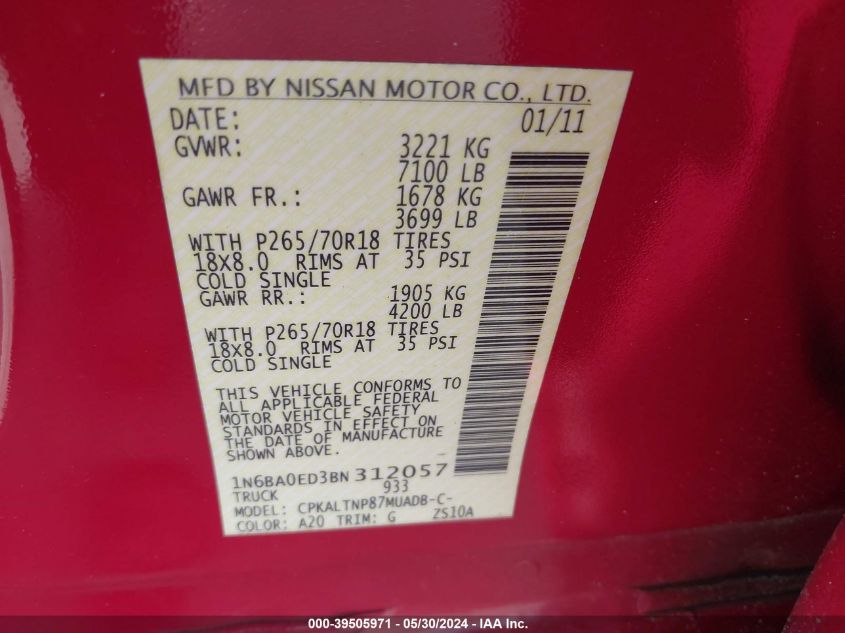 MFD BY NISSAN MOTOR CO., LTD.
DATE: 01/11
GVWR: 3221 KG
7100 LB
GAWR FR.: 1678 KG
3699 LB
WITH P265/70R18 TIRES
18X8.0 RIMS AT 35 PSI
COLD SINGLE
GAWR RR.: 1905 KG
4200 LB
WITH P265/70R18 TIRES
18X8.0 RIMS AT 35 PSI
COLD SINGLE
THIS VEHICLE CONFORMS TO
ALL APPLICABLE FEDERAL
MOTOR VEHICLE SAFETY
STANDARDS IN EFFECT ON
THE DATE OF MANUFACTURE
SHOWN ABOVE.
1N6BA0ED3BN 312057
TRUCK 933
MODEL: CPKALTNP87MUADB-C-
COLOR: A20 TRIM: G ZS10A
000-39505971 / 05/30/2024 - IAA Inc.